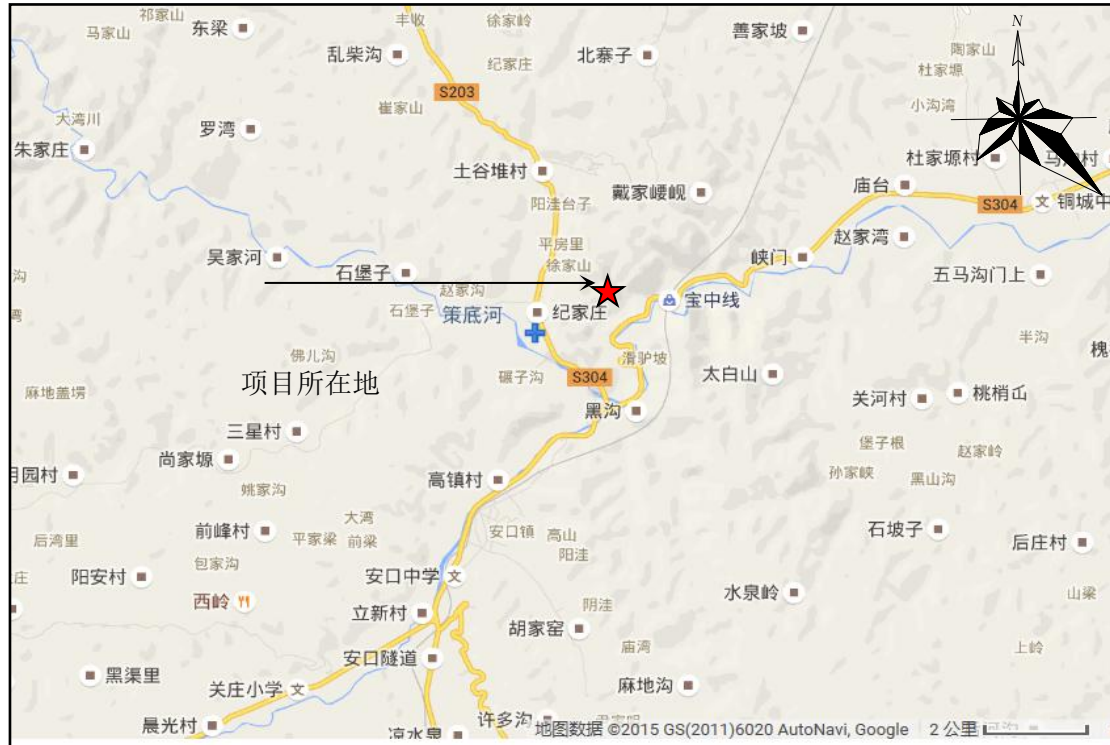 祁家山
马家山
东梁
丰收
徐家岭
善家坡
N
乱柴沟
纪家庄
北寨子
陶家山
杜家塬
S203
崔家山
小沟湾
大湾川
罗湾
朱家庄
土谷堆村
戴家崾岘
杜家塬村
庙台
阳洼台子
S304
铜城中
赵家湾
平房里
徐家山
峡门
吴家河
石堡子
五马沟门上
赵家沟
石堡子
策底河
纪家庄
宝中线
半沟
佛儿沟
滑驴坡
槐
项目所在地
碾子沟
S304
太白山
麻地盖塄
关河村
黑沟
三星村
堡子根
赵家岭
尚家塬
月园村
高镇村
孙家峡
黑山沟
姚家沟
大湾
前峰村
平家梁
前梁
安口镇
高山
石坡子
后湾里
阳洼
后庄村
包家沟
阳安村
安口中学
西岭
水泉岭
山梁
立新村
阴洼
胡家窑
庙湾
安口隧道
上岭
黑渠里
关庄小学
麻地沟
晨光村
许多沟
凉水泉
地图数据 ©2015 GS(2011)6020 AutoNavi, Google
2 公里